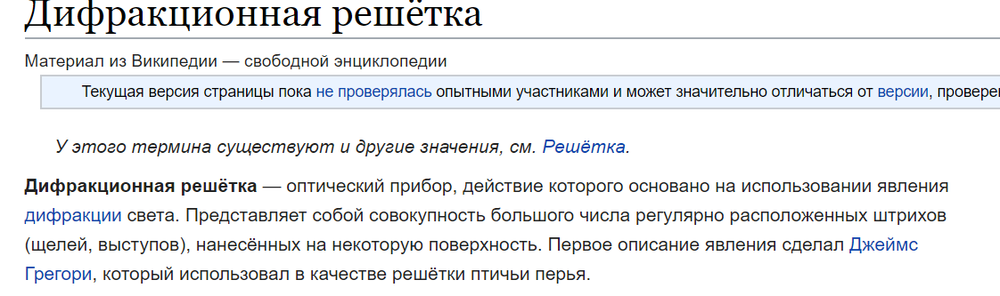 Дифракционная решётка
Материал из Википедии — свободной энциклопедии
Текущая версия страницы пока не проверялась опытными участниками и может значительно отличаться от версии,
У этого термина существуют и другие значения, см. Решётка.
Дифракционная решётка — оптический прибор, действие которого основано на использовании явления
дифракции света. Представляет собой совокупность большого числа регулярно расположенных штрихов
(щелей, выступов), нанесённых на некоторую поверхность. Первое описание явления сделал Джеймс
Грегори, который использовал в качестве решётки птичьи перья.